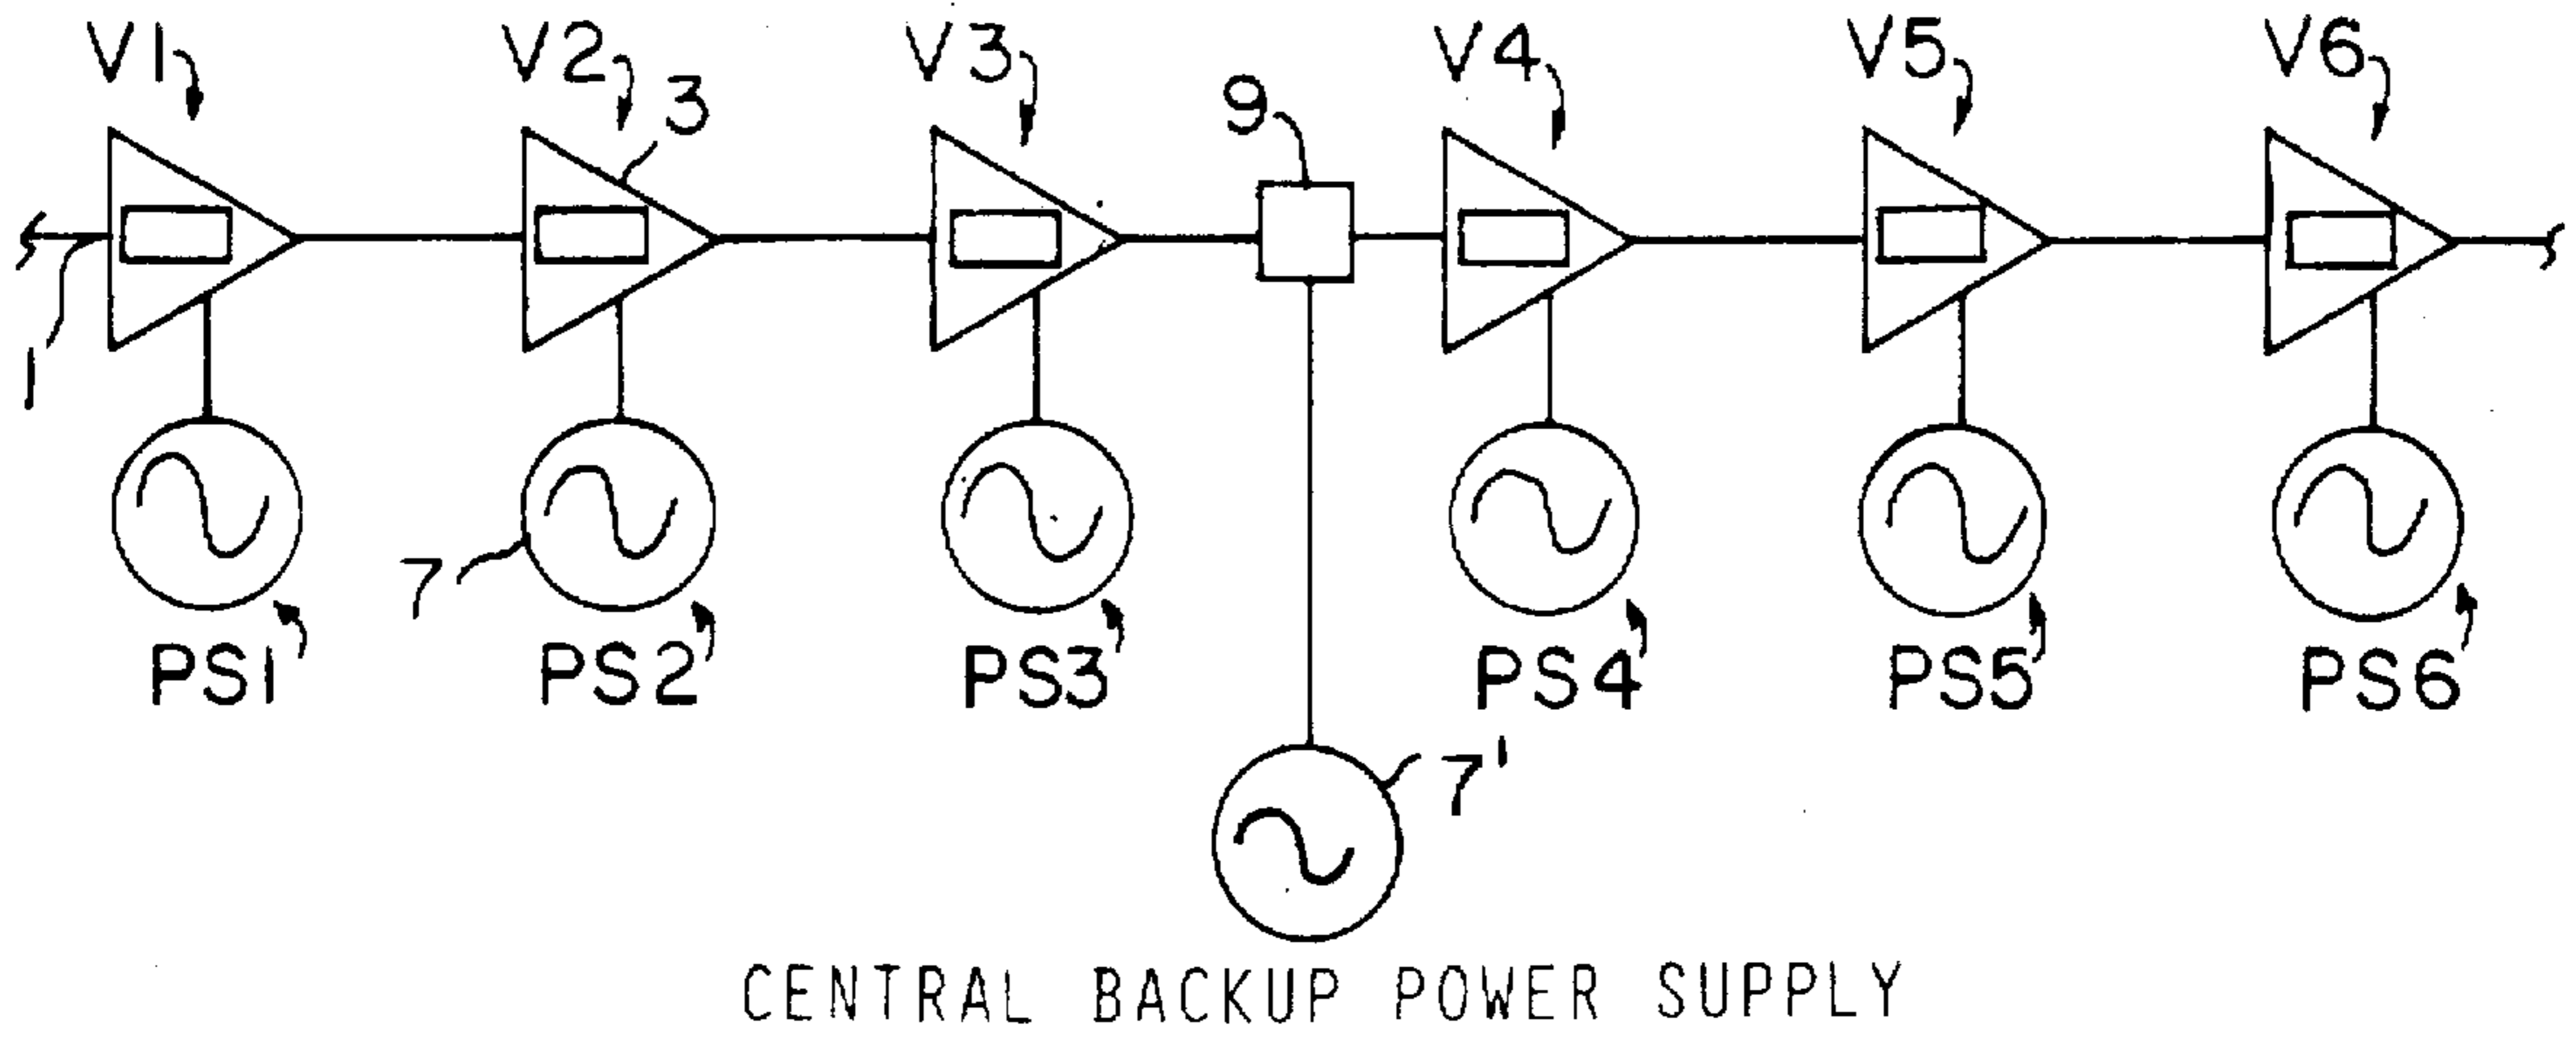 V1 V2 3 V3 9 V4 V5 V6
1
7
PS1 PS2 PS3 PS4 PS5 PS6
7'
CENTRAL BACKUP POWER SUPPLY